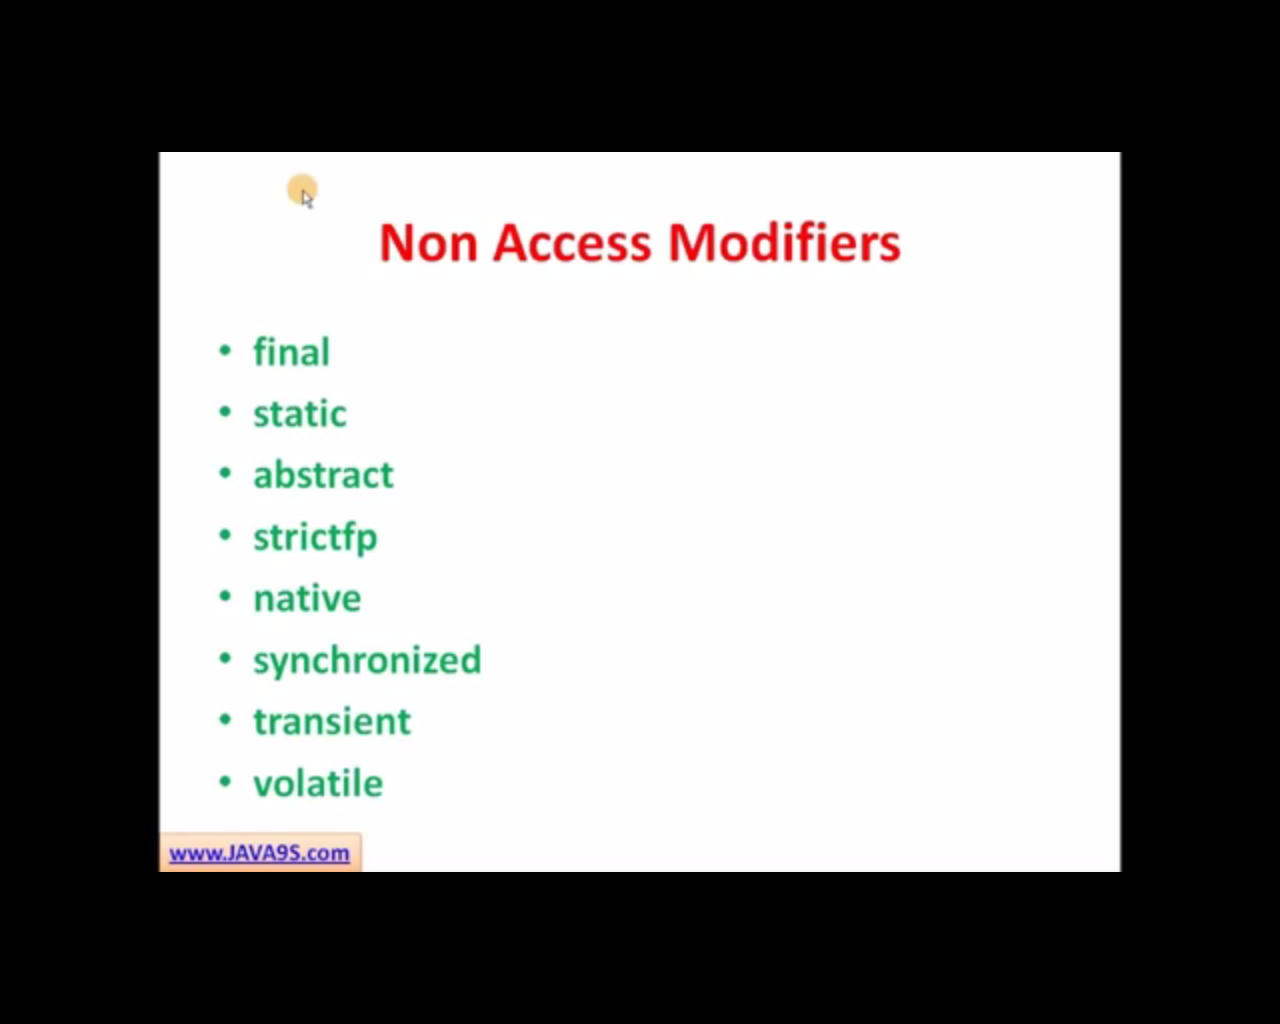 Non Access Modifiers
• final
• static
• abstract
• strictfp
• native
• synchronized
• transient
• volatile
www.JAVA9S.com